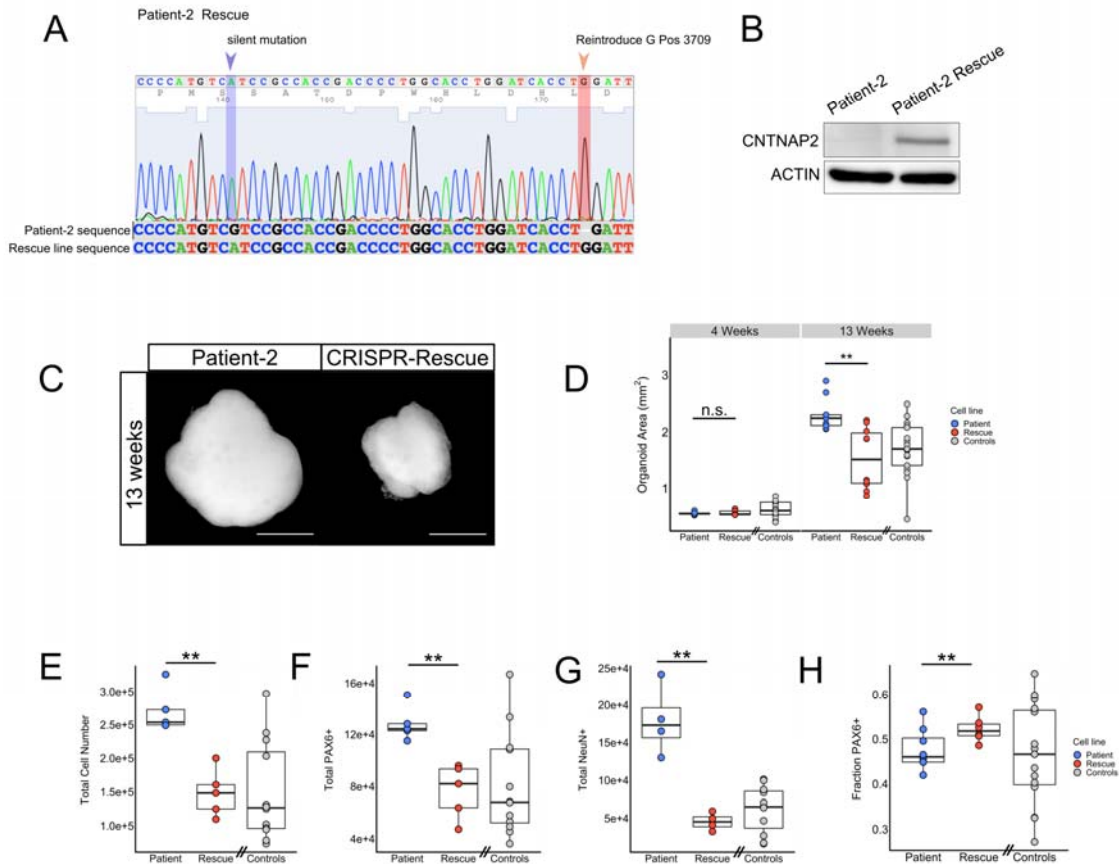 A
Patient-2 Rescue
silent mutation
Reintroduce G Pos 3709
CCCCATGTCATCCGCCACCGACCCCTGGCACCTGGATCACCTGGATT
P M S S A T D P W H L D H L D
140 150 160 170
Patient-2 sequence CCCCATGTCGTCCGCCACCGACCCCTGGCACCTGGATCACCT-GATT
Rescue line sequence CCCCATGTCATCCGCCACCGACCCCTGGCACCTGGATCACCTGGATT
B
Patient-2
Patient-2 Rescue
CNTNAP2
ACTIN
C
Patient-2
CRISPR-Rescue
13 weeks
D
4 Weeks
13 Weeks
Organoid Area (mm²)
3
2
1
n.s.
**
Patient
Rescue
Controls
Patient
Rescue
Controls
Cell line
Patient
Rescue
Controls
E
Total Cell Number
3.0e+5
2.5e+5
2.0e+5
1.5e+5
1.0e+5
**
Patient
Rescue
Controls
F
Total PAX6+
16e+4
12e+4
8e+4
4e+4
**
Patient
Rescue
Controls
G
Total NeuN+
25e+4
20e+4
15e+4
10e+4
5e+4
**
Patient
Rescue
Controls
H
Fraction PAX6+
0.6
0.5
0.4
0.3
**
Patient
Rescue
Controls
Cell line
Patient
Rescue
Controls